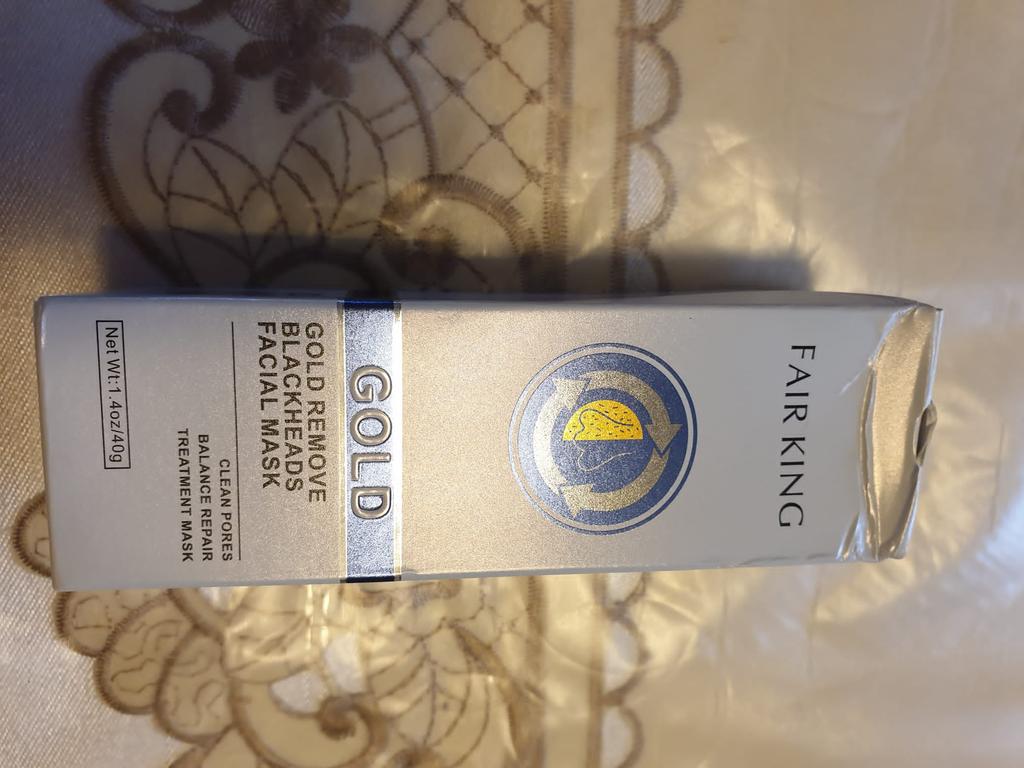 FAIR KING
GOLD
GOLD REMOVE
BLACKHEADS
FACIAL MASK
CLEAN PORES
BALANCE REPAIR
TREATMENT MASK
Net Wt:1.4oz/40g